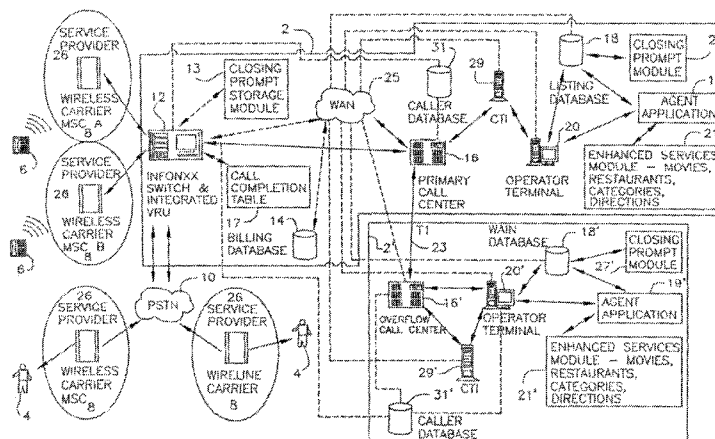 SERVICE
PROVIDER
26
WIRELESS
CARRIER
MSC A
8
6
SERVICE
PROVIDER
26
WIRELESS
CARRIER
MSC B
8
6
12
INFONXX
SWITCH &
INTEGRATED
VRU
13
CLOSING
PROMPT
STORAGE
MODULE
2
CALL
COMPLETION
TABLE
17
14
BILLING
DATABASE
WAN
25
31
CALLER
DATABASE
16
PRIMARY
CALL
CENTER
29
CTI
20
OPERATOR
TERMINAL
18
LISTING
DATABASE
CLOSING
PROMPT
MODULE
AGENT
APPLICATION
ENHANCED SERVICES
MODULE - MOVIES,
RESTAURANTS,
CATEGORIES,
DIRECTIONS
T1
23
2'
PSTN
10
26
SERVICE
PROVIDER
WIRELESS
CARRIER
MSC
8
4
26
SERVICE
PROVIDER
WIRELINE
CARRIER
8
4
16'
OVERFLOW
CALL CENTER
20'
OPERATOR
TERMINAL
WAIN
DATABASE
18'
CLOSING
PROMPT
MODULE
27'
19'
AGENT
APPLICATION
ENHANCED SERVICES
MODULE - MOVIES,
RESTAURANTS,
CATEGORIES,
DIRECTIONS
21'
29'
CTI
31'
CALLER
DATABASE